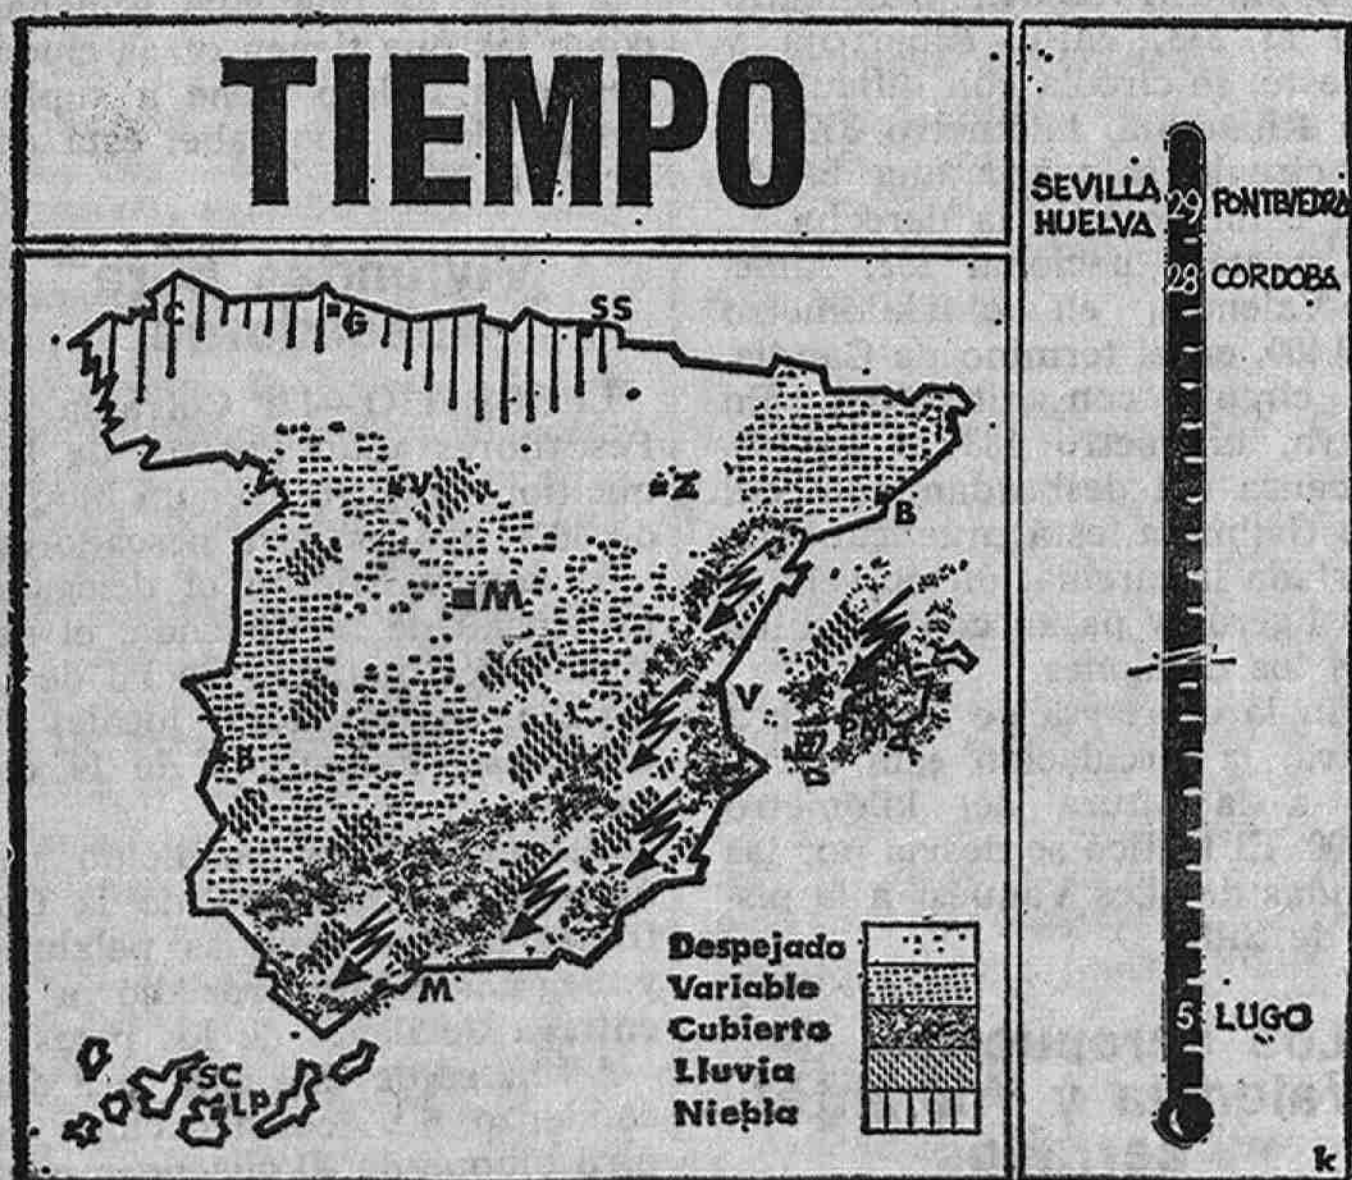 TIEMPO
SEVILLA
HUELVA
29
PONTEVEDRA
28
CORDOBA
5
LUGO
k
C
G
SS
V
Z
B
M
V
PM
B
M
SC
LP
Despejado
Variable
Cubierto
Lluvia
Niebla